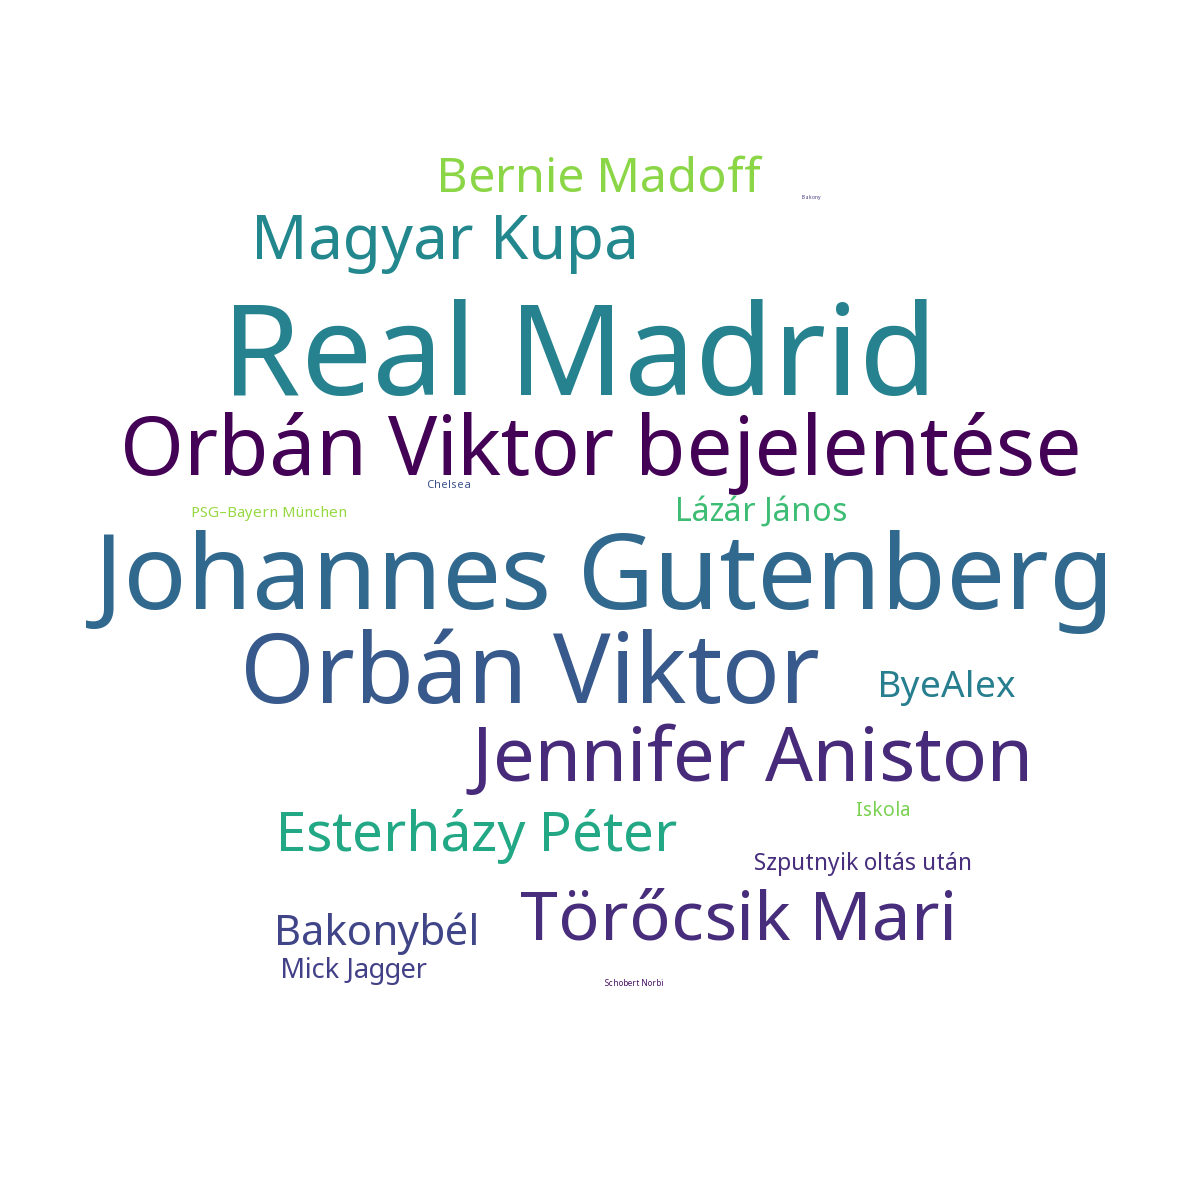 Bernie Madoff
Bakony
Magyar Kupa
Real Madrid
Orbán Viktor bejelentése
Chelsea
PSG–Bayern München
Lázár János
Johannes Gutenberg
Orbán Viktor
ByeAlex
Jennifer Aniston
Iskola
Esterházy Péter
Szputnyik oltás után
Törőcsik Mari
Bakonybél
Mick Jagger
Schobert Norbi